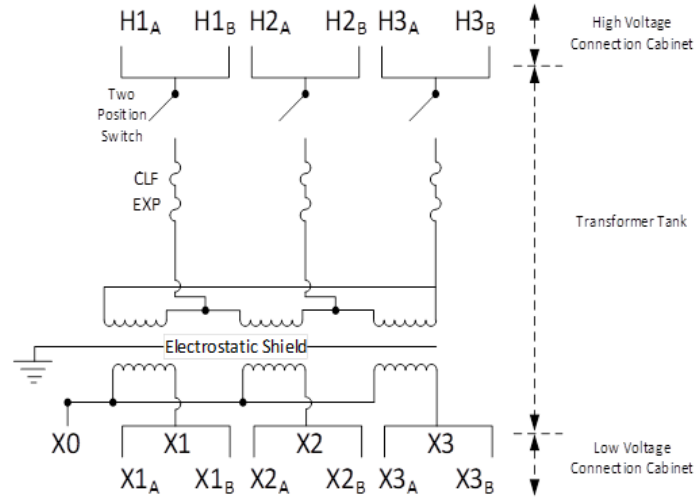 H1A H1B H2A H2B H3A H3B
High Voltage
Connection Cabinet
Two
Position
Switch
CLF
EXP
Transformer Tank
Electrostatic Shield
X0 X1 X2 X3
X1A X1B X2A X2B X3A X3B
Low Voltage
Connection Cabinet